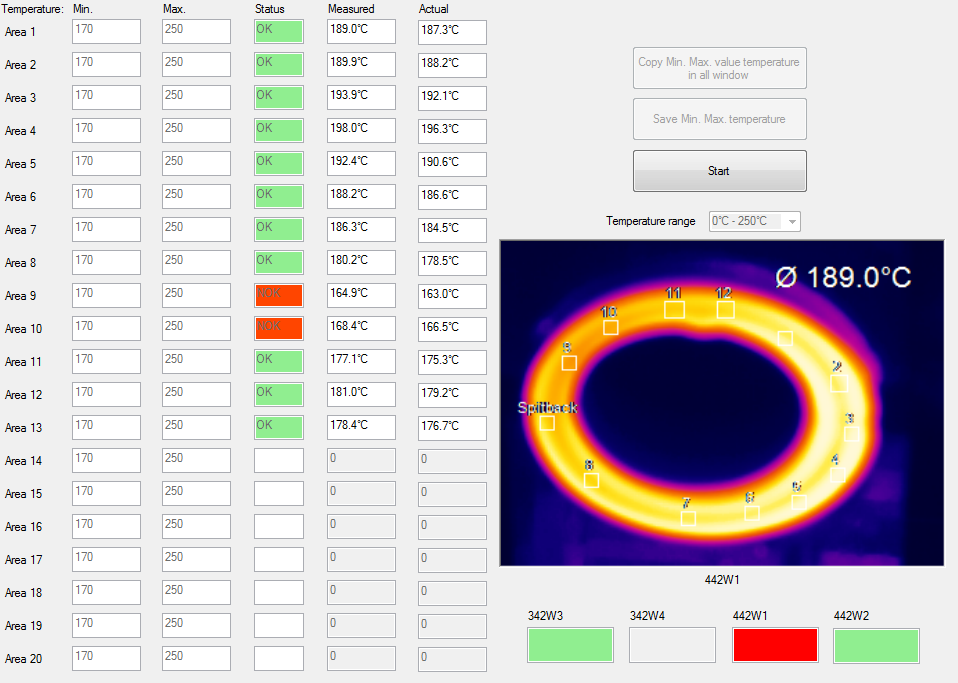 Temperature: Min. Max. Status Measured Actual
Area 1 170 250 OK 189.0°C 187.3°C
Area 2 170 250 OK 189.9°C 188.2°C
Area 3 170 250 OK 193.9°C 192.1°C
Area 4 170 250 OK 198.0°C 196.3°C
Area 5 170 250 OK 192.4°C 190.6°C
Area 6 170 250 OK 188.2°C 186.6°C
Area 7 170 250 OK 186.3°C 184.5°C
Area 8 170 250 OK 180.2°C 178.5°C
Area 9 170 250 NOK 164.9°C 163.0°C
Area 10 170 250 NOK 168.4°C 166.5°C
Area 11 170 250 OK 177.1°C 175.3°C
Area 12 170 250 OK 181.0°C 179.2°C
Area 13 170 250 OK 178.4°C 176.7°C
Area 14 170 250 0 0
Area 15 170 250 0 0
Area 16 170 250 0 0
Area 17 170 250 0 0
Area 18 170 250 0 0
Area 19 170 250 0 0
Area 20 170 250 0 0
Copy Min. Max. value temperature
in all window
Save Min. Max. temperature
Start
Temperature range 0°C - 250°C
Ø 189.0°C
11 12
13
2
Spitback
3
4
8
5
6
7
442W1
342W3 342W4 442W1 442W2